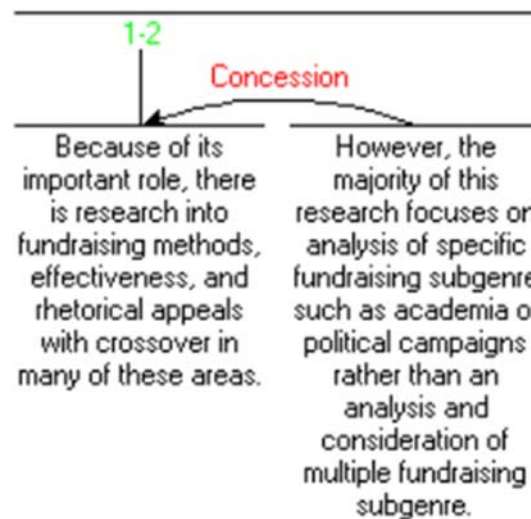 1-2
Concession
Because of its
important role, there
is research into
fundraising methods,
effectiveness, and
rhetorical appeals
with crossover in
many of these areas.
However, the
majority of this
research focuses on
analysis of specific
fundraising subgenre
such as academia o
political campaigns
rather than an
analysis and
consideration of
multiple fundraising
subgenre.